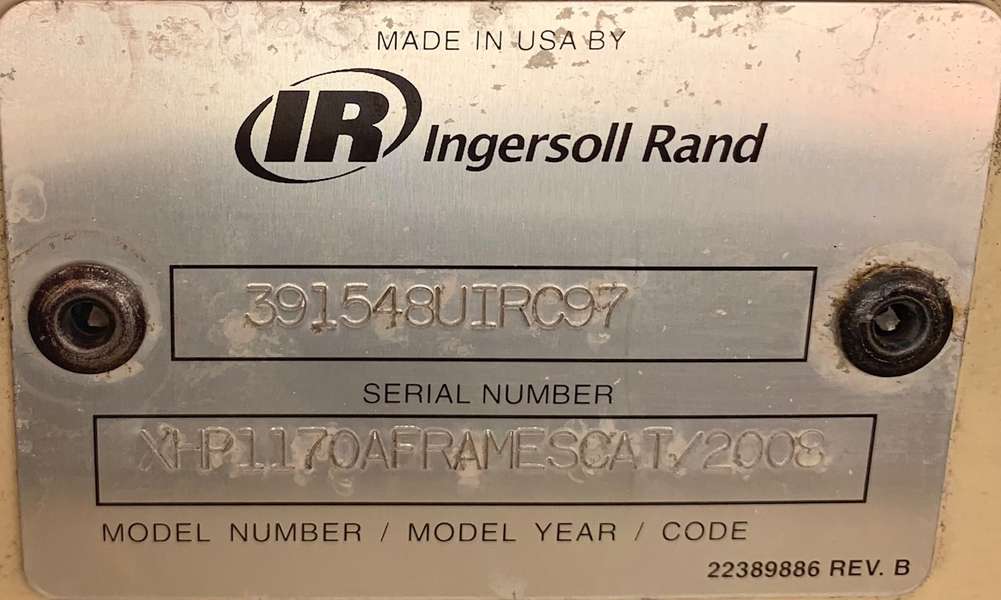 MADE IN USA BY
IR Ingersoll Rand
391548UIRC97
SERIAL NUMBER
XHP1170AFRAMESCAT/2008
MODEL NUMBER / MODEL YEAR / CODE
22389886 REV. B